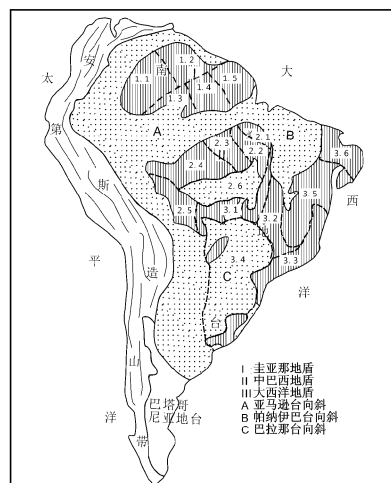 太
安
第
斯
造
山
带
南
大
西
洋
平
洋
地
台
1.1
1.2
1.3
1.4
1.5
A
B
2.1
2.2
2.3
2.4
2.5
2.6
3.1
3.2
3.3
3.4
3.5
3.6
C
巴塔哥
尼亚地台
I 圭亚那地盾
II 中巴西地盾
III 大西洋地盾
A 亚马逊台向斜
B 帕纳伊巴台向斜
C 巴拉那台向斜